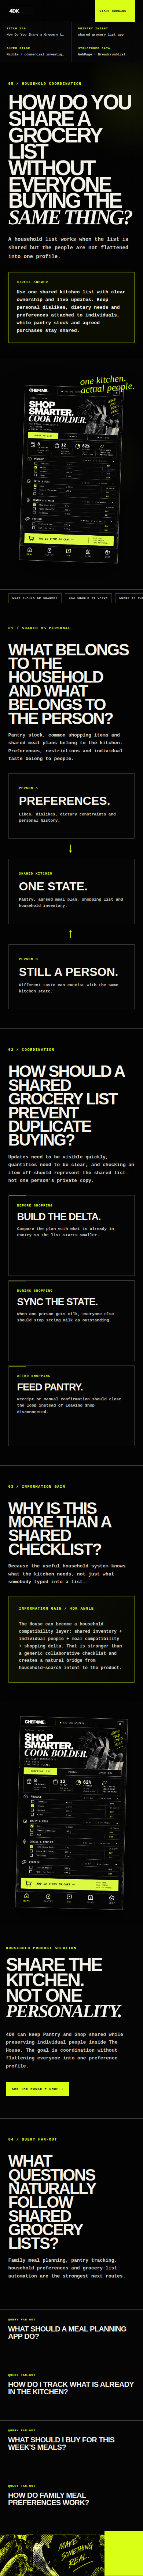 4DK
START COOKING
TITLE TAG
How Do You Share a Grocery L…
PRIMARY INTENT
shared grocery list app
BUYER STAGE
Middle / commercial investig…
STRUCTURED DATA
WebPage + BreadcrumbList
05 / HOUSEHOLD COORDINATION
HOW DO YOU
SHARE A
GROCERY
LIST
WITHOUT
EVERYONE
BUYING THE
SAME THING?
A household list works when the list is
shared but the people are not flattened
into one profile.
DIRECT ANSWER
Use one shared kitchen list with clear
ownership and live updates. Keep
personal dislikes, dietary needs and
preferences attached to individuals,
while pantry stock and agreed
purchases stay shared.
one kitchen.
actual people.
SHOP
SMARTER.
COOK BOLDER.
WHAT SHOULD BE SHARED?
HOW SHOULD IT WORK?
01 / SHARED VS PERSONAL
WHAT BELONGS
TO THE
HOUSEHOLD
AND WHAT
BELONGS TO
THE PERSON?
Pantry stock, common shopping items and
shared meal plans belong to the kitchen.
Preferences, restrictions and individual
taste belong to people.
PERSON A
PREFERENCES.
Likes, dislikes, dietary constraints and
personal history.
↓
SHARED KITCHEN
ONE STATE.
Pantry, agreed meal plan, shopping list and
household inventory.
↑
PERSON B
STILL A PERSON.
Different taste can coexist with the same
kitchen state.
02 / COORDINATION
HOW SHOULD A
SHARED
GROCERY LIST
PREVENT
DUPLICATE
BUYING?
Updates need to be visible quickly,
quantities need to be clear, and checking an
item off should represent the shared list—
not one person's private copy.
BEFORE SHOPPING
BUILD THE DELTA.
Compare the plan with what is already in
Pantry so the list starts smaller.
DURING SHOPPING
SYNC THE STATE.
When one person gets milk, everyone else
should stop seeing milk as outstanding.
AFTER SHOPPING
FEED PANTRY.
Receipt or manual confirmation should close
the loop instead of leaving Shop
disconnected.
03 / INFORMATION GAIN
WHY IS THIS
MORE THAN A
SHARED
CHECKLIST?
Because the useful household system knows
what the kitchen needs, not just what
somebody typed into a list.
INFORMATION GAIN / 4DK ANGLE
The House can become a household
compatibility layer: shared inventory +
individual people + meal compatibility
+ shopping delta. That is stronger than
a generic collaborative checklist and
creates a natural bridge from
household-search intent to the product.
SHOP
SMARTER.
COOK BOLDER.
HOUSEHOLD PRODUCT SOLUTION
SHARE THE
KITCHEN.
NOT ONE
PERSONALITY.
4DK can keep Pantry and Shop shared while
preserving individual people inside The
House. The goal is coordination without
flattening everyone into one preference
profile.
SEE THE HOUSE + SHOP
04 / QUERY FAN-OUT
WHAT
QUESTIONS
NATURALLY
FOLLOW
SHARED
GROCERY
LISTS?
Family meal planning, pantry tracking,
household preferences and grocery-list
automation are the strongest next routes.
QUERY FAN-OUT
WHAT SHOULD A MEAL PLANNING
APP DO?
QUERY FAN-OUT
HOW DO I TRACK WHAT IS ALREADY
IN THE KITCHEN?
QUERY FAN-OUT
WHAT SHOULD I BUY FOR THIS
WEEK'S MEALS?
QUERY FAN-OUT
HOW DO FAMILY MEAL
PREFERENCES WORK?
MAKE
SOMETHING
REAL